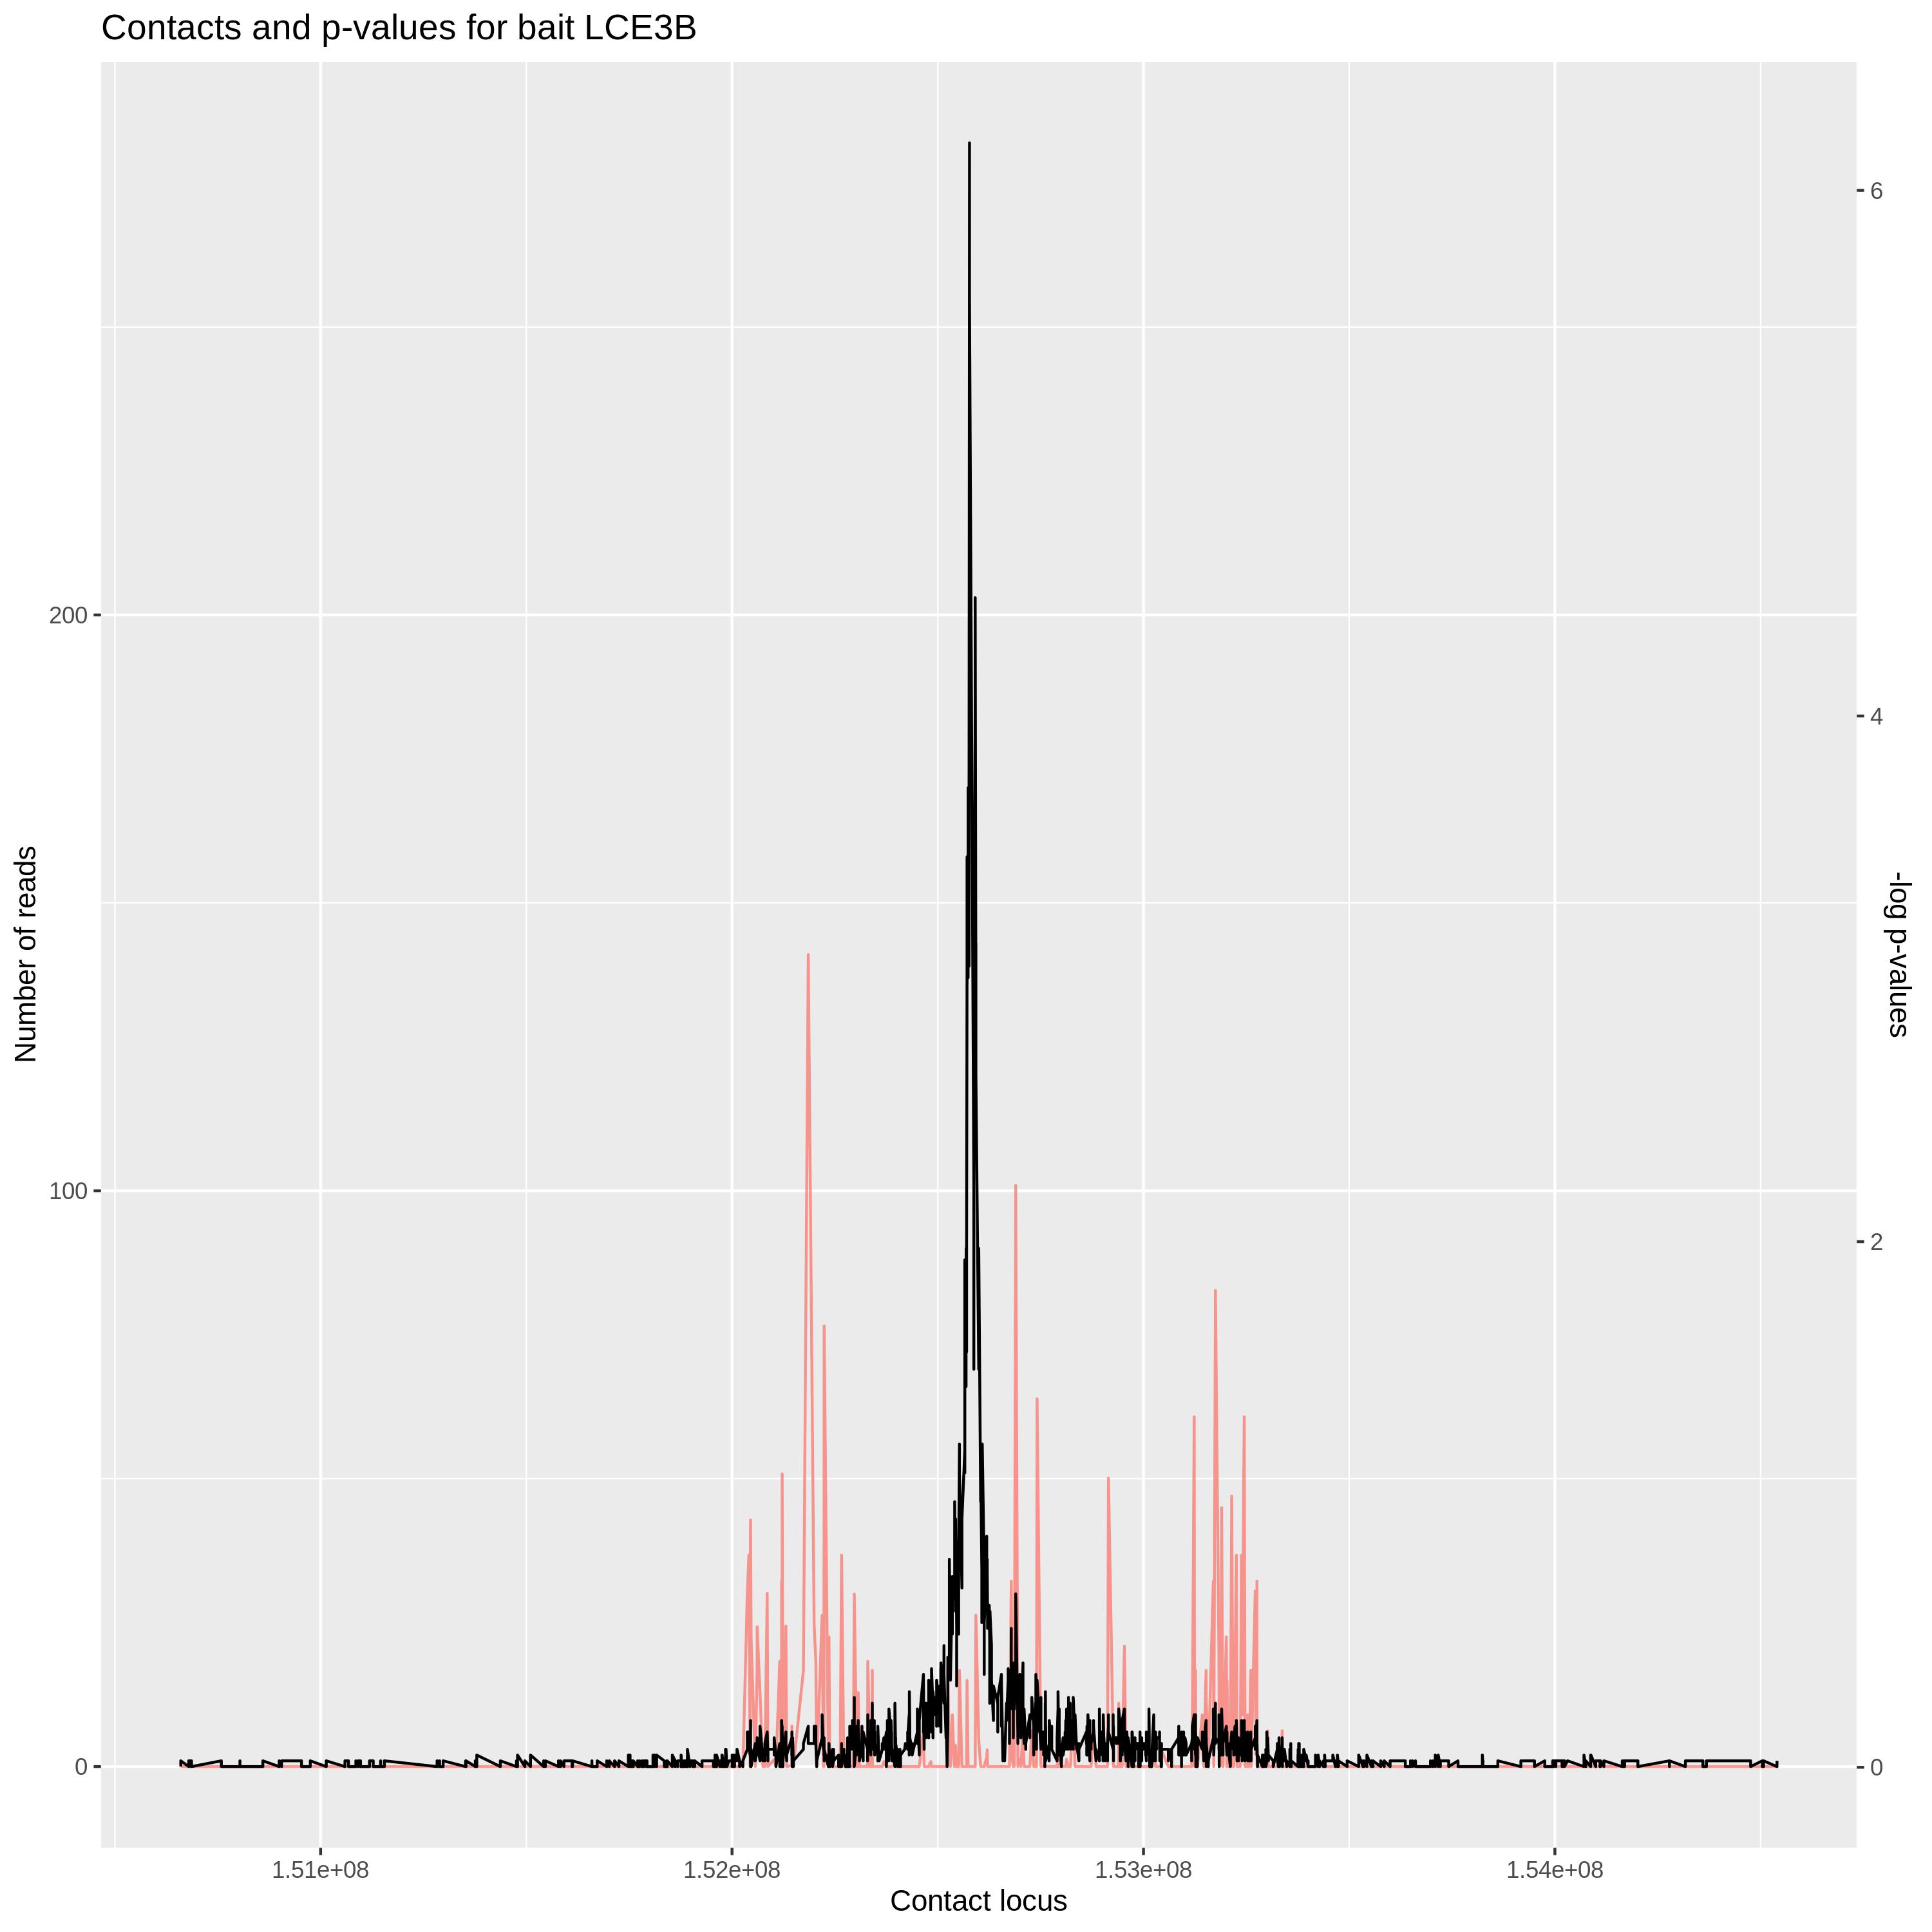 Contacts and p-values for bait LCE3B
Number of reads
200
100
0
6
4
2
0
-log p-values
1.51e+08
1.52e+08
1.53e+08
1.54e+08
Contact locus